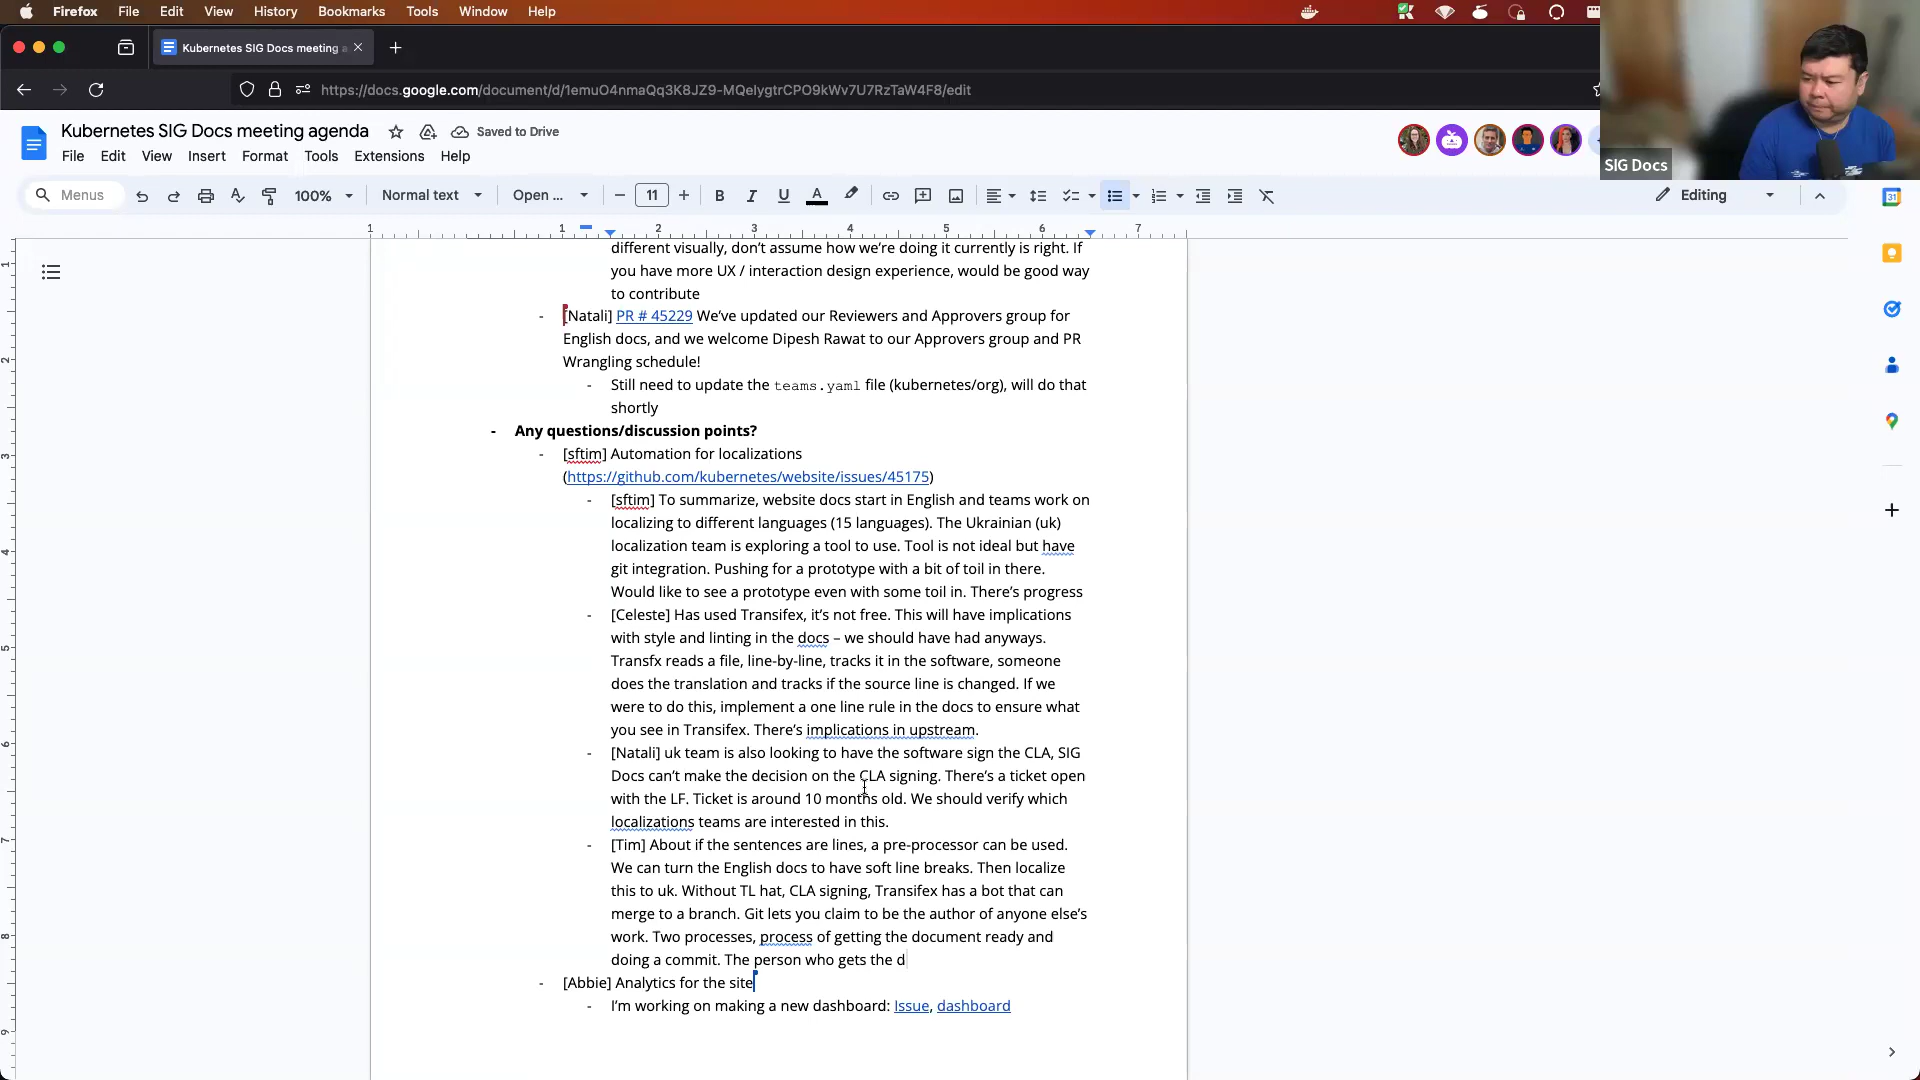 Firefox File Edit View History Bookmarks Tools Window Help
Kubernetes SIG Docs meeting a
https://docs.google.com/document/d/1emuO4nmaQq3K8JZ9-MQelygtrCPO9kWv7U7RzTaW4F8/edit
Kubernetes SIG Docs meeting agenda Saved to Drive
File Edit View Insert Format Tools Extensions Help
SIG Docs
Menus 100% Normal text Open ... 11 B I U A Editing
1 1 2 3 4 5 6 7
different visually, don’t assume how we’re doing it currently is right. If
you have more UX / interaction design experience, would be good way
to contribute
- [Natali] PR # 45229 We’ve updated our Reviewers and Approvers group for
English docs, and we welcome Dipesh Rawat to our Approvers group and PR
Wrangling schedule!
- Still need to update the teams.yaml file (kubernetes/org), will do that
shortly
- Any questions/discussion points?
- [sftim] Automation for localizations
(https://github.com/kubernetes/website/issues/45175)
- [sftim] To summarize, website docs start in English and teams work on
localizing to different languages (15 languages). The Ukrainian (uk)
localization team is exploring a tool to use. Tool is not ideal but have
git integration. Pushing for a prototype with a bit of toil in there.
Would like to see a prototype even with some toil in. There’s progress
- [Celeste] Has used Transifex, it’s not free. This will have implications
with style and linting in the docs – we should have had anyways.
Transfx reads a file, line-by-line, tracks it in the software, someone
does the translation and tracks if the source line is changed. If we
were to do this, implement a one line rule in the docs to ensure what
you see in Transifex. There’s implications in upstream.
- [Natali] uk team is also looking to have the software sign the CLA, SIG
Docs can’t make the decision on the CLA signing. There’s a ticket open
with the LF. Ticket is around 10 months old. We should verify which
localizations teams are interested in this.
- [Tim] About if the sentences are lines, a pre-processor can be used.
We can turn the English docs to have soft line breaks. Then localize
this to uk. Without TL hat, CLA signing, Transifex has a bot that can
merge to a branch. Git lets you claim to be the author of anyone else’s
work. Two processes, process of getting the document ready and
doing a commit. The person who gets the d
- [Abbie] Analytics for the site
- I’m working on making a new dashboard: Issue, dashboard